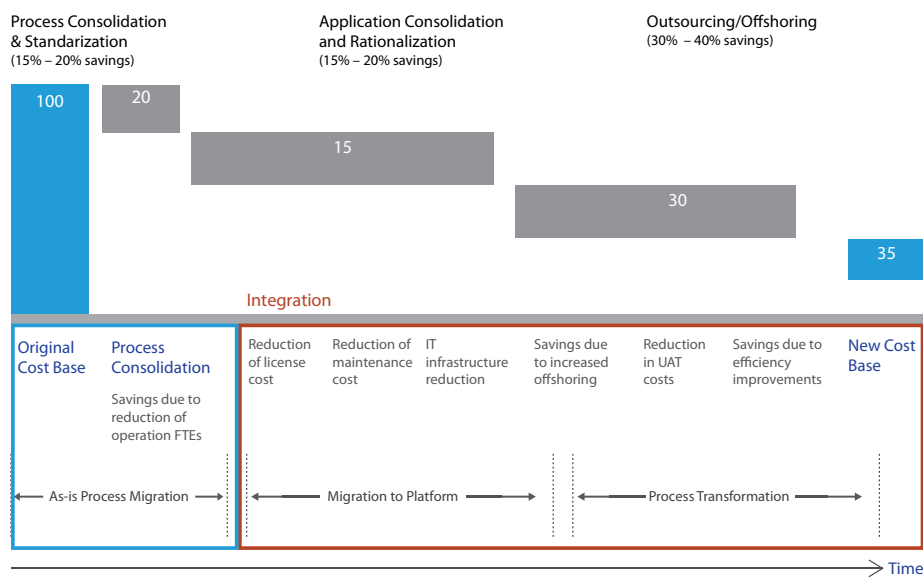 Process Consolidation
& Standarization
(15% – 20% savings)
Application Consolidation
and Rationalization
(15% – 20% savings)
Outsourcing/Offshoring
(30%  – 40% savings)
100
20
15
30
35
Integration
Original
Cost Base
Process
Consolidation
Savings due to
reduction of
operation FTEs
Reduction
of license
cost
Reduction of
maintenance
cost
IT
infrastructure
reduction
Savings due
to increased
offshoring
Reduction
in UAT
costs
Savings due to
efficiency
improvements
New Cost
Base
As-is Process Migration
Migration to Platform
Process Transformation
Time